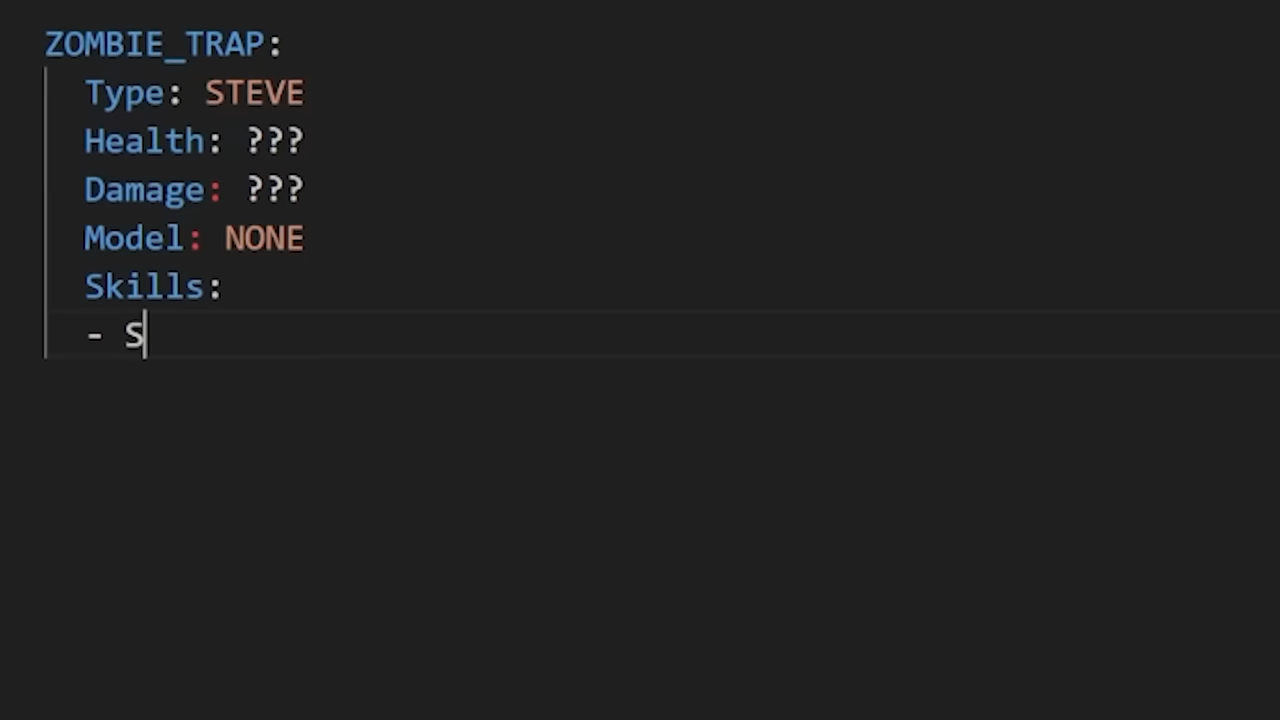 ZOMBIE_TRAP:
Type: STEVE
Health: ???
Damage: ???
Model: NONE
Skills:
- S